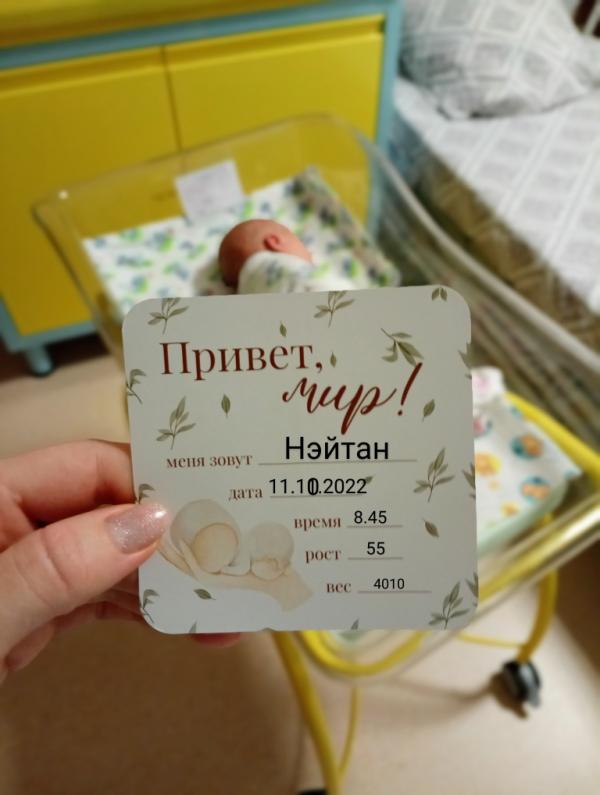 Привет,
мир!
меня зовут Нэйтан
дата 11.10.2022
время 8.45
рост 55
вес 4010